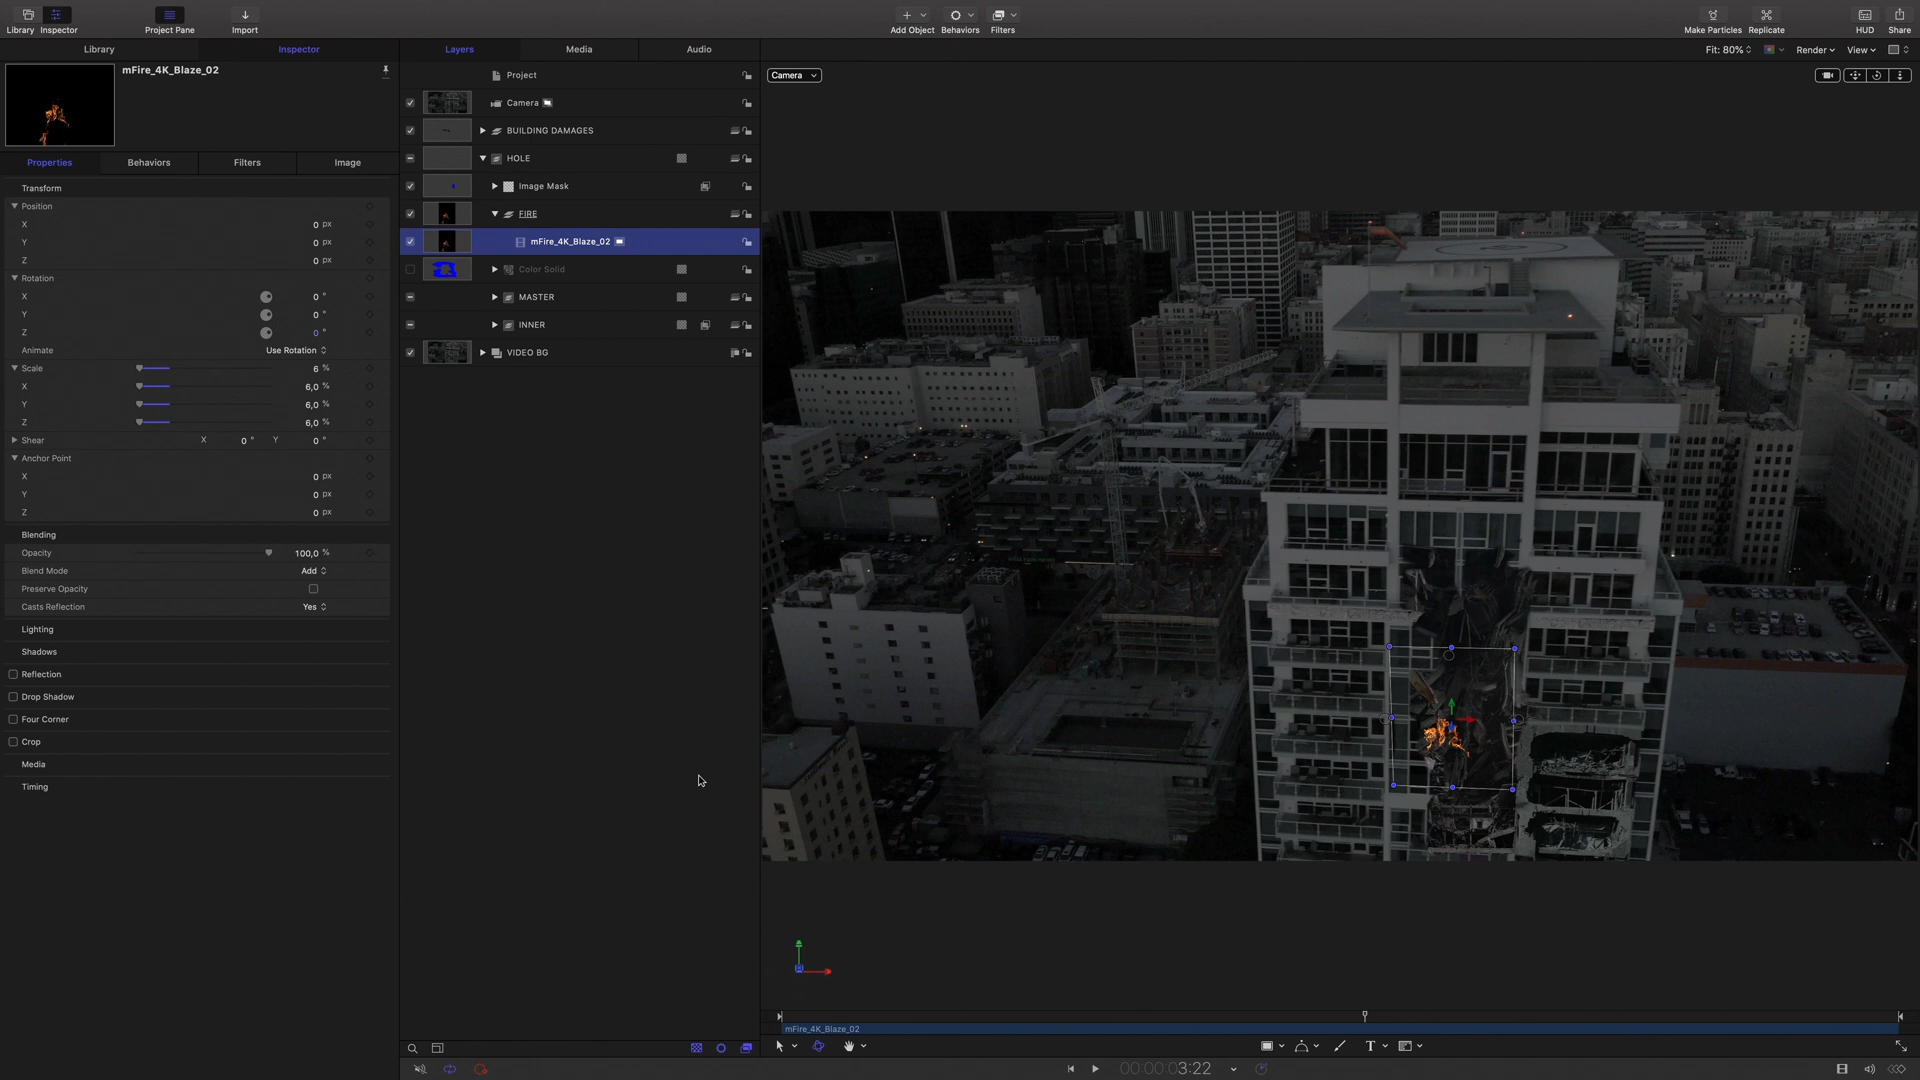 Library Inspector Project Pane Import Add Object Behaviors Filters Make Particles Replicate HUD Share
Library Inspector Layers Media Audio Fit: 80% Render View
mFire_4K_Blaze_02
Properties Behaviors Filters Image
Transform
Position
X 0 px
Y 0 px
Z 0 px
Rotation
X 0 °
Y 0 °
Z 0 °
Animate Use Rotation
Scale 6 %
X 6,0 %
Y 6,0 %
Z 6,0 %
Shear X 0 ° Y 0 °
Anchor Point
X 0 px
Y 0 px
Z 0 px
Blending
Opacity 100,0 %
Blend Mode Add
Preserve Opacity
Casts Reflection Yes
Lighting
Shadows
Reflection
Drop Shadow
Four Corner
Crop
Media
Timing
Project
Camera
BUILDING DAMAGES
HOLE
Image Mask
FIRE
mFire_4K_Blaze_02
Color Solid
MASTER
INNER
VIDEO BG
Camera
mFire_4K_Blaze_02
T
00:00:03:22